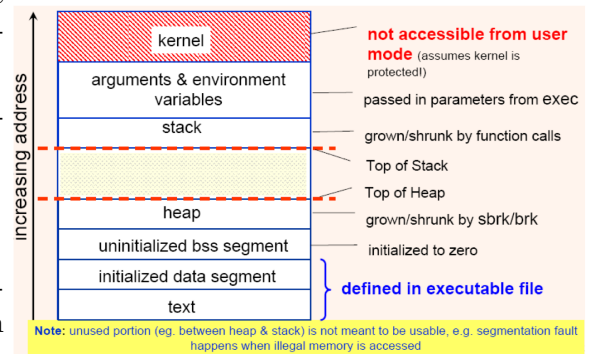 increasing address
kernel
not accessible from user
mode (assumes kernel is
protected!)
arguments & environment
variables
passed in parameters from exec
stack
grown/shrunk by function calls
Top of Stack
Top of Heap
heap
grown/shrunk by sbrk/brk
uninitialized bss segment
initialized to zero
initialized data segment
defined in executable file
text
Note: unused portion (eg. between heap & stack) is not meant to be usable, e.g. segmentation fault
happens when illegal memory is accessed